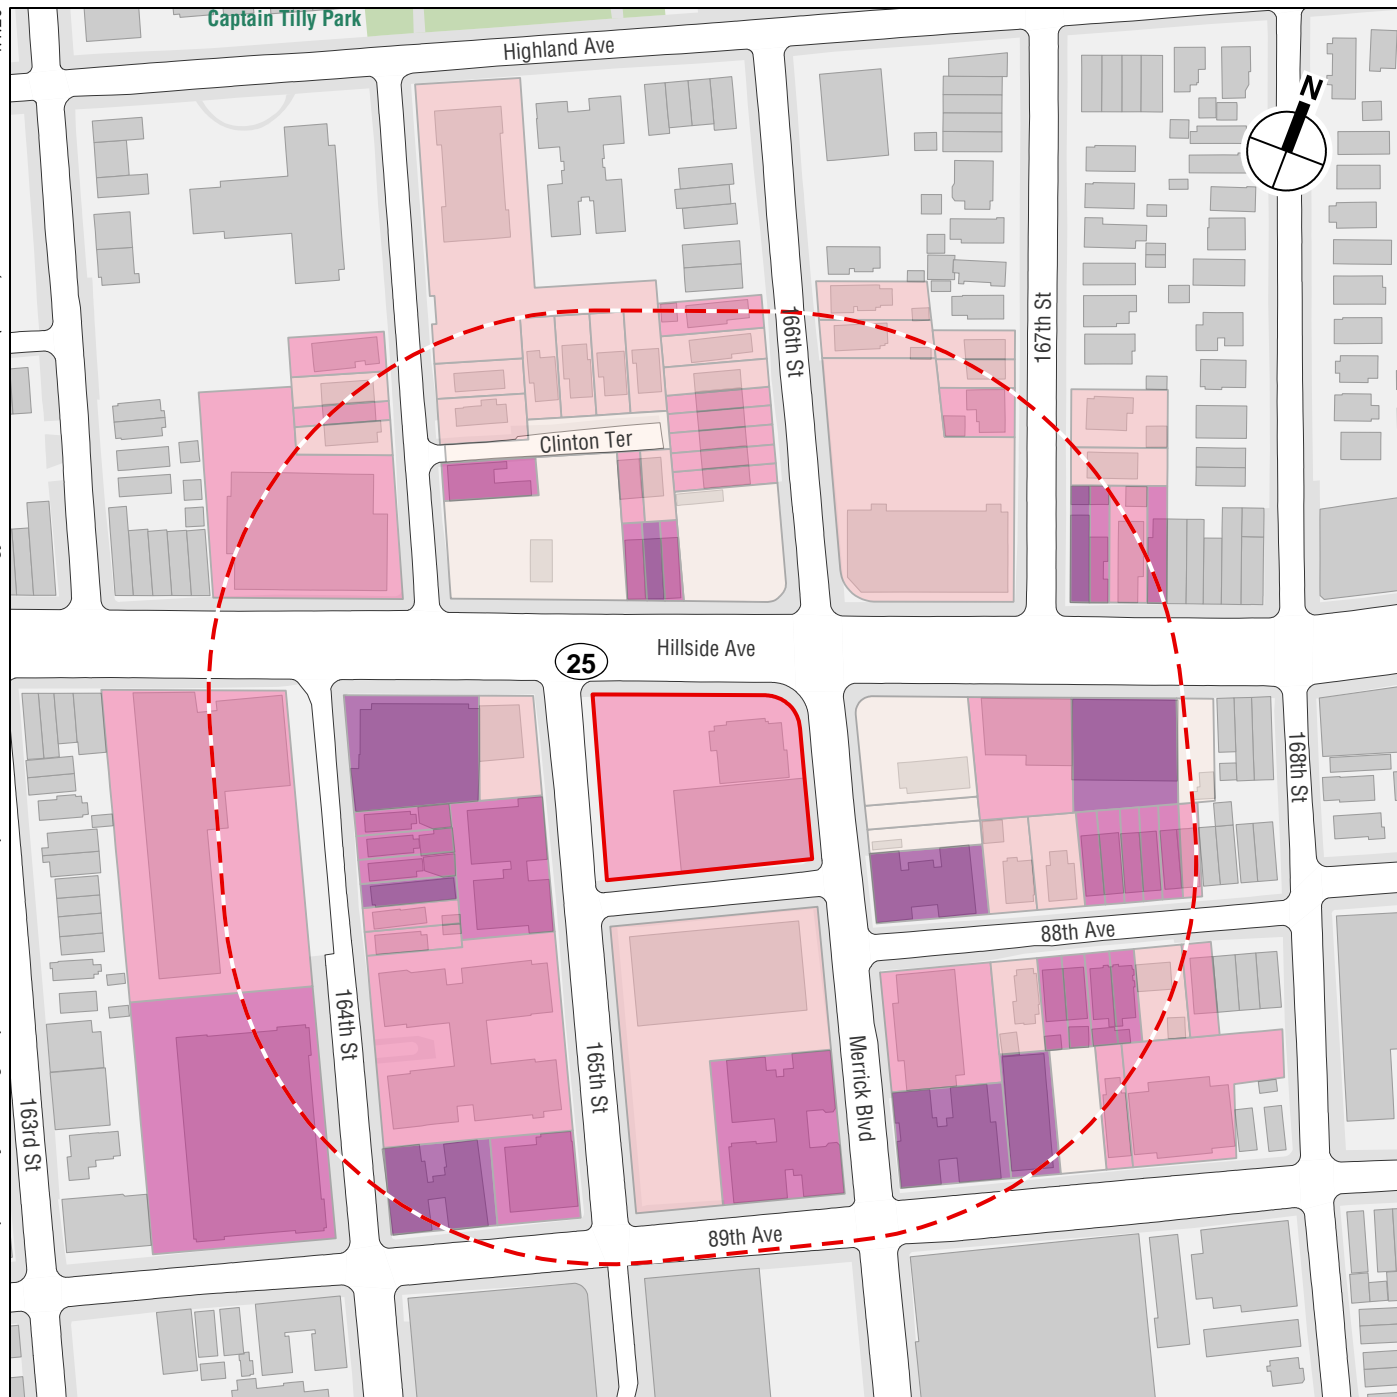 Captain Tilly Park
Highland Ave
N
166th St
167th St
Clinton Ter
Hillside Ave
25
168th St
88th Ave
164th St
165th St
Merrick Blvd
163rd St
89th Ave